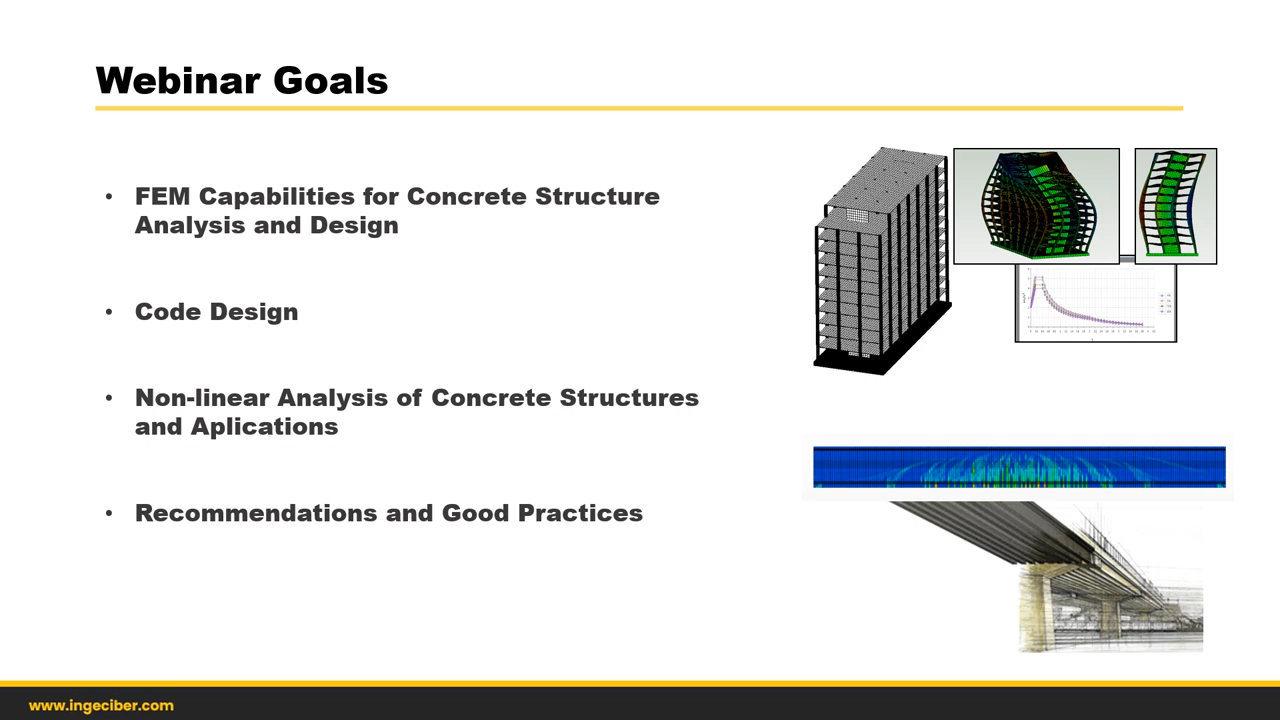 Webinar Goals
• FEM Capabilities for Concrete Structure
Analysis and Design
• Code Design
• Non-linear Analysis of Concrete Structures
and Aplications
• Recommendations and Good Practices
www.ingeciber.com